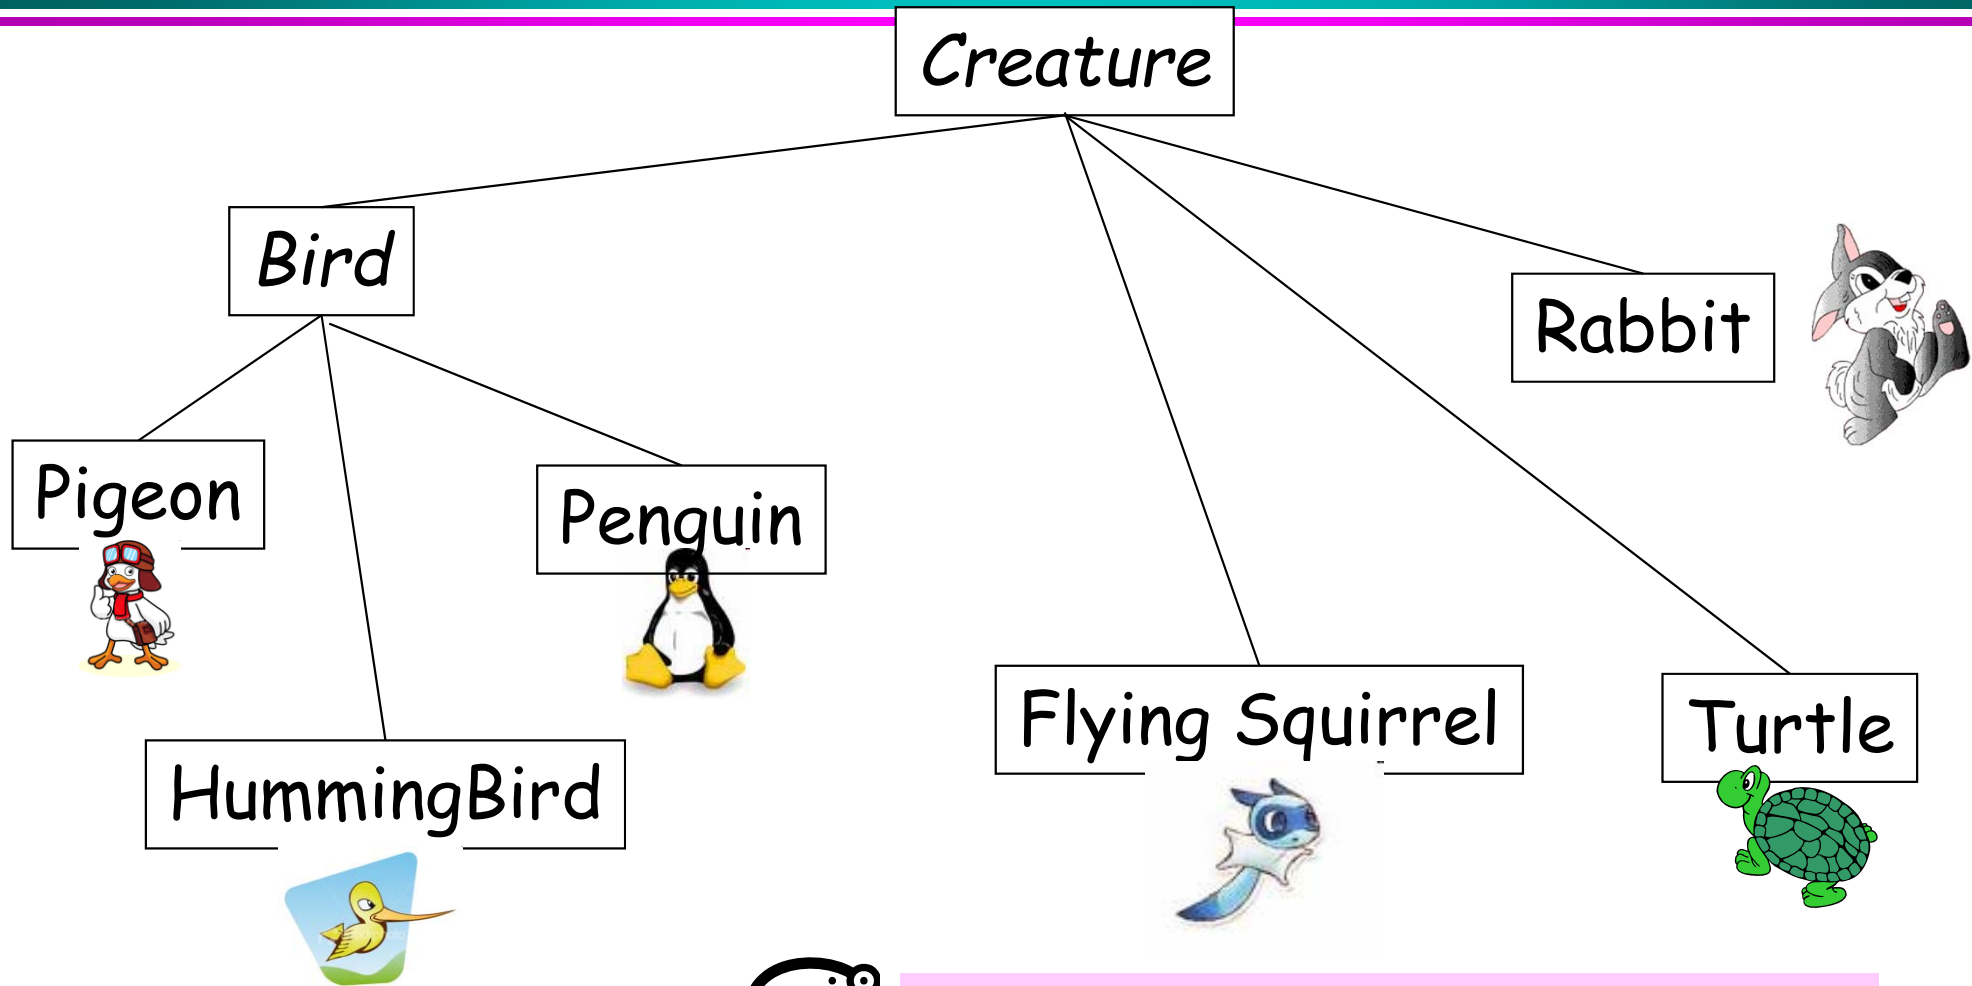 Creature
Bird
Rabbit
Pigeon
Penguin
Flying Squirrel
Turtle
HummingBird